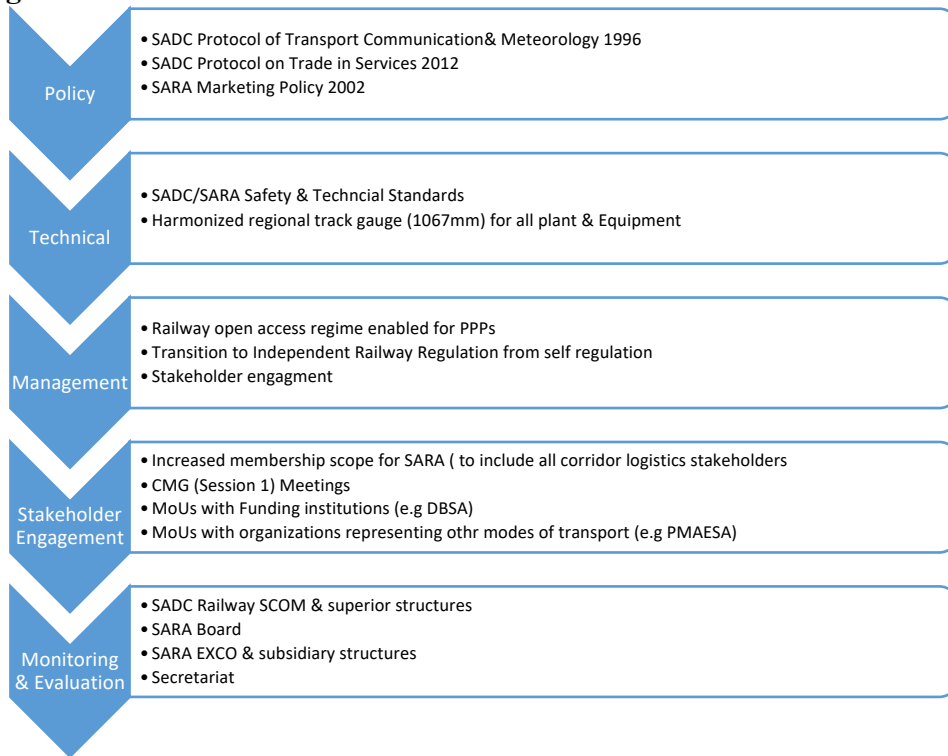 Policy
• SADC Protocol of Transport Communication& Meteorology 1996
• SADC Protocol on Trade in Services 2012
• SARA Marketing Policy 2002
Technical
• SADC/SARA Safety & Techncial Standards
• Harmonized regional track gauge (1067mm) for all plant & Equipment
Management
• Railway open access regime enabled for PPPs
• Transition to Independent Railway Regulation from self regulation
• Stakeholder engagment
Stakeholder
Engagement
• Increased membership scope for SARA ( to include all corridor logistics stakeholders
• CMG (Session 1) Meetings
• MoUs with Funding institutions (e.g DBSA)
• MoUs with organizations representing othr modes of transport (e.g PMAESA)
Monitoring
& Evaluation
• SADC Railway SCOM & superior structures
• SARA Board
• SARA EXCO & subsidiary structures
• Secretariat